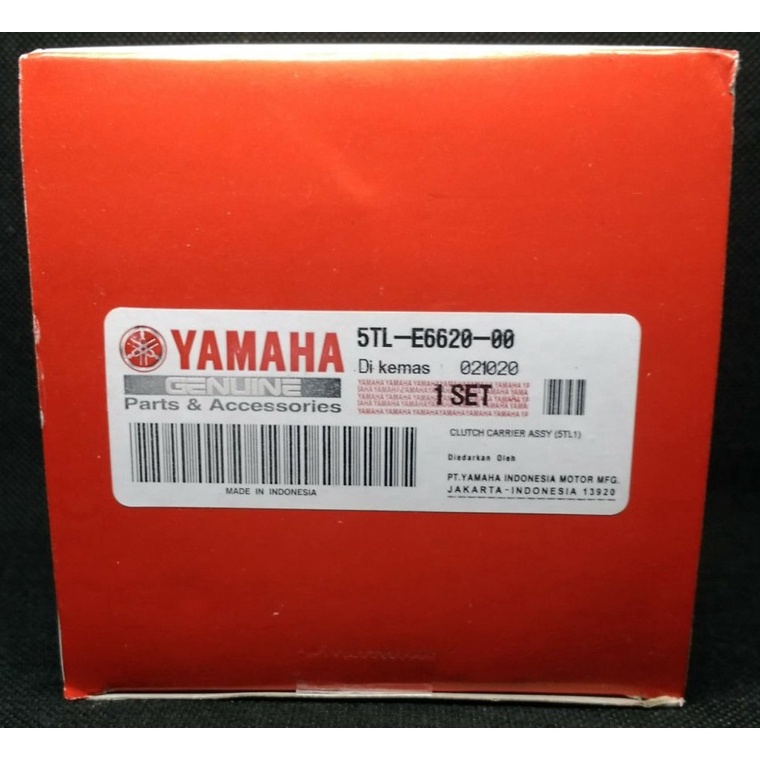 YAMAHA
GENUINE
Parts & Accessories
MADE IN INDONESIA
5TL-E6620-00
Di kemas 021020
1 SET
CLUTCH CARRIER ASSY (5TL1)
Diedarkan Oleh
PT.YAMAHA INDONESIA MOTOR MFG.
JAKARTA-INDONESIA 13920